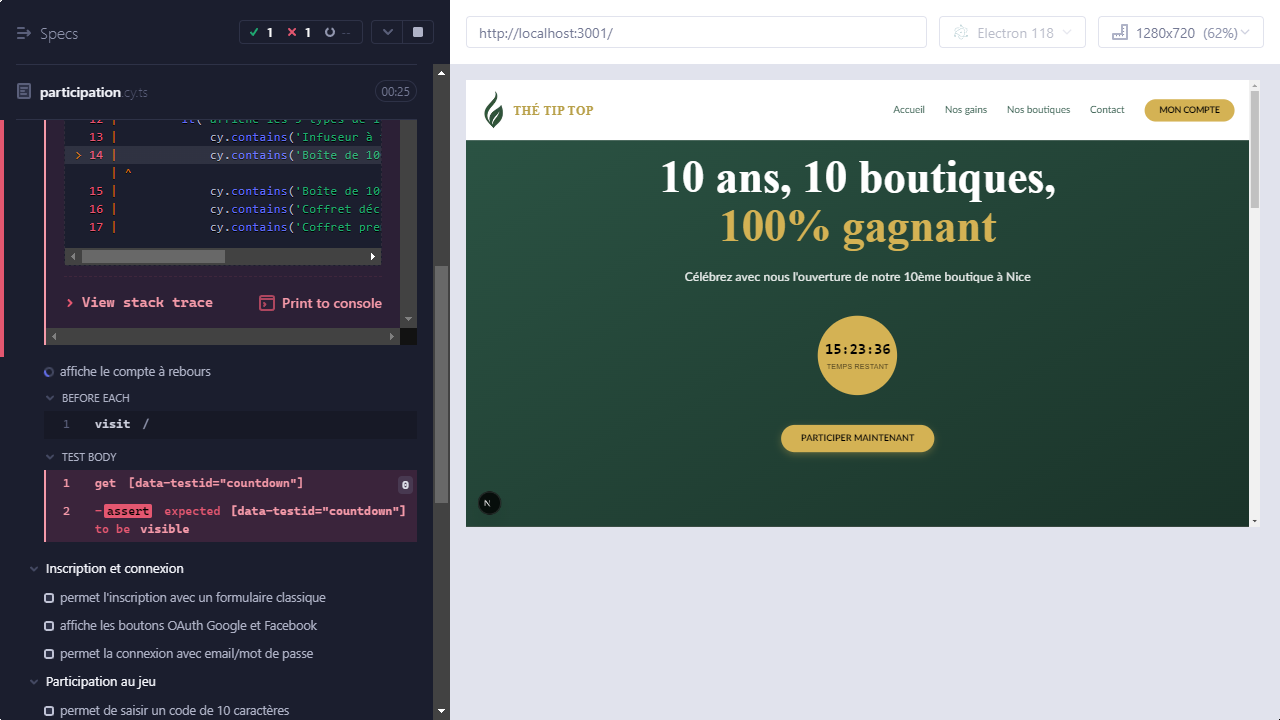 Specs
1 1 --
participation.cy.ts 00:25
13 | cy.contains('Infuseur à
> 14 | cy.contains('Boîte de 10
| ^
15 | cy.contains('Boîte de 10
16 | cy.contains('Coffret déc
17 | cy.contains('Coffret pre
> View stack trace
Print to console
affiche le compte à rebours
BEFORE EACH
1 visit /
TEST BODY
1 get [data-testid="countdown"] 0
2 -assert expected [data-testid="countdown"]
to be visible
Inscription et connexion
permet l'inscription avec un formulaire classique
affiche les boutons OAuth Google et Facebook
permet la connexion avec email/mot de passe
Participation au jeu
permet de saisir un code de 10 caractères
http://localhost:3001/
Electron 118
1280x720 (62%)
THÉ TIP TOP
Accueil Nos gains Nos boutiques Contact MON COMPTE
10 ans, 10 boutiques,
100% gagnant
Célébrez avec nous l'ouverture de notre 10ème boutique à Nice
15:23:36
TEMPS RESTANT
PARTICIPER MAINTENANT
N